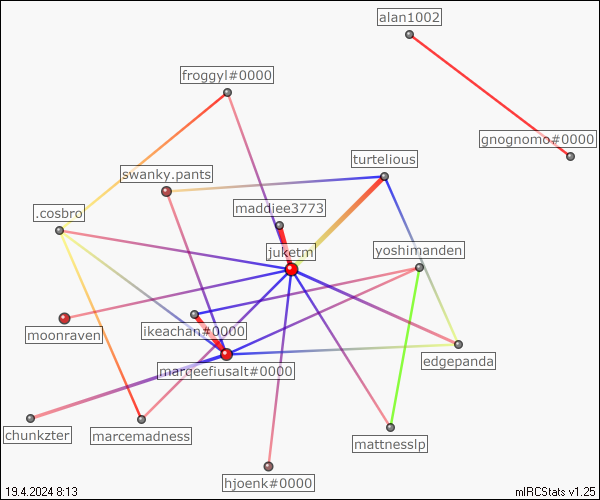 alan1002
froggyl#0000
gnognomo#0000
turtelious
swanky.pants
maddiee3773
.cosbro
juketm
yoshimanden
ikeachan#0000
moonraven
edgepanda
marqeefiusalt#0000
chunkzter
marcemadness
mattnesslp
hjoenk#0000
19.4.2024 8:13
mIRCStats v1.25